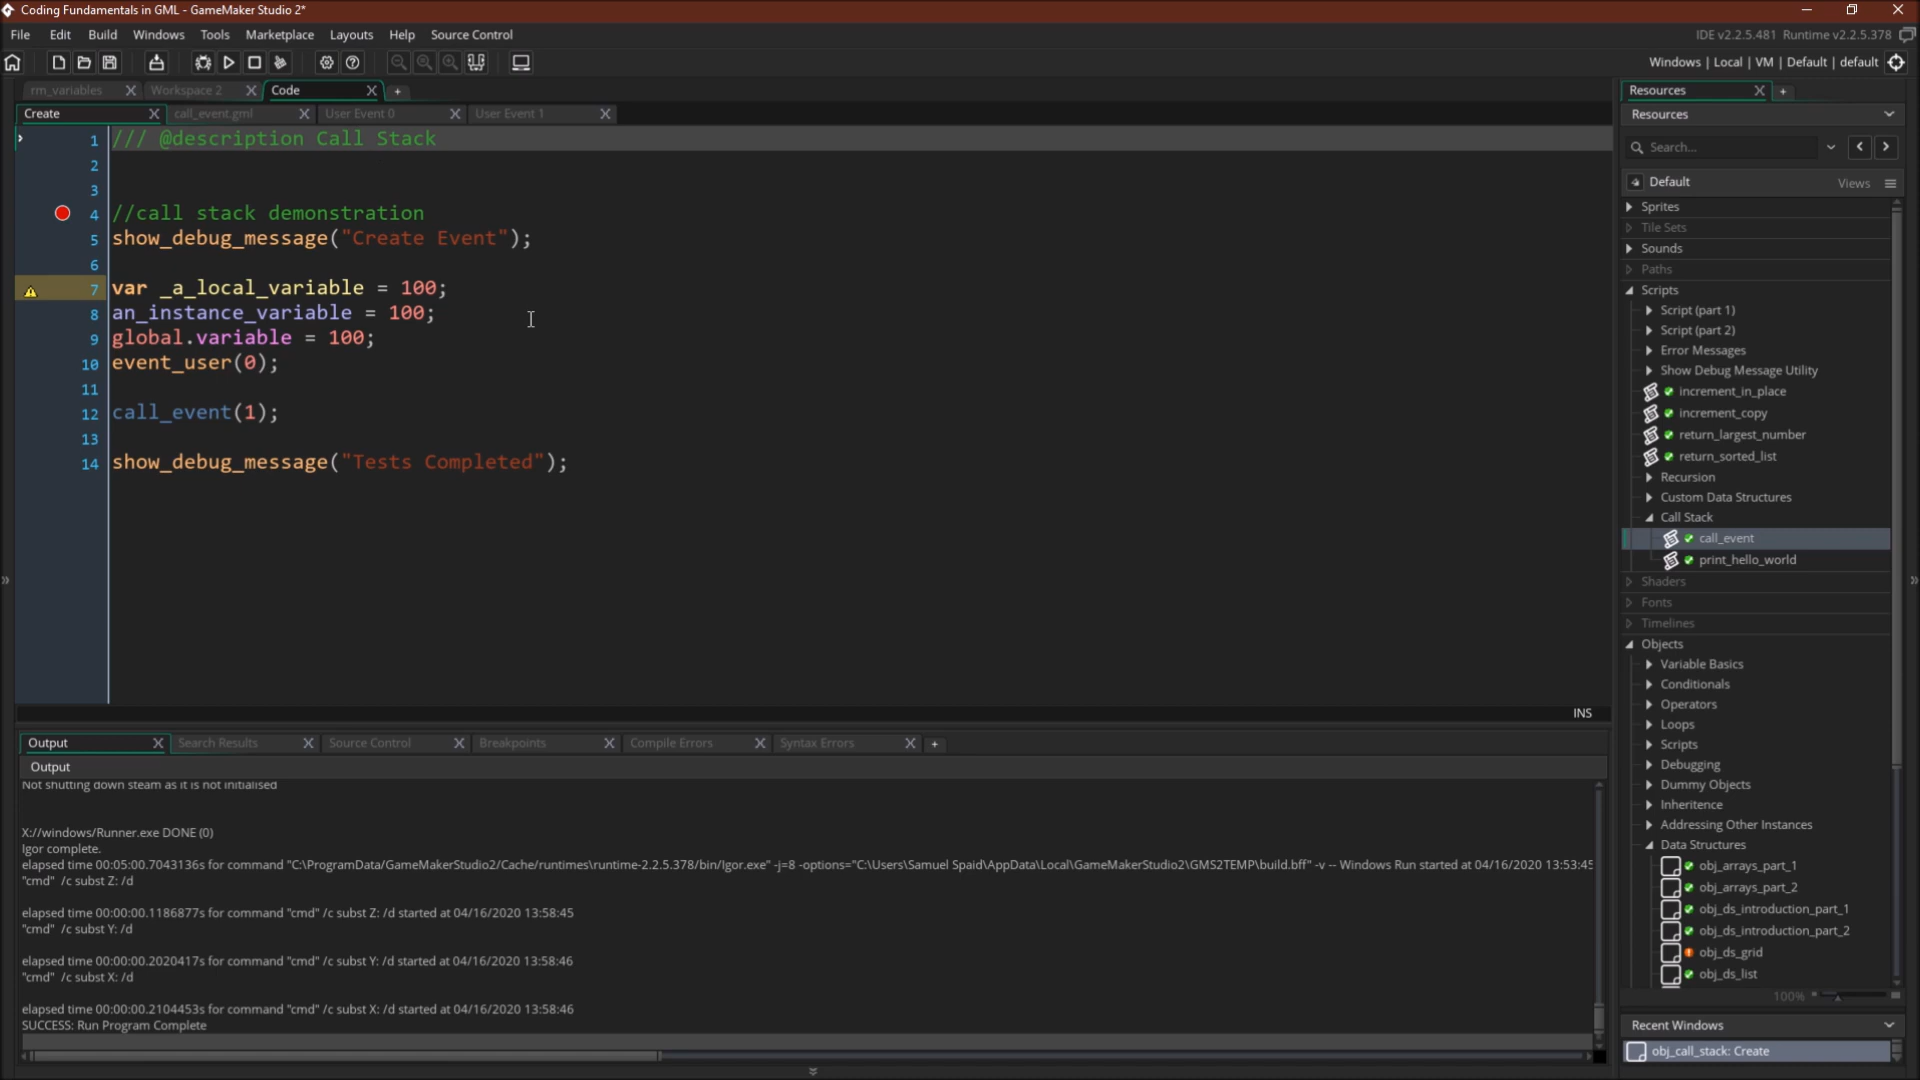 Coding Fundamentals in GML - GameMaker Studio 2*
File Edit Build Windows Tools Marketplace Layouts Help Source Control
IDE v2.2.5.481 Runtime v2.2.5.378
Windows | Local | VM | Default | default
rm_variables Workspace 2 Code
Create call_event.gml User Event 0 User Event 1
1 /// @description Call Stack
2
3
4 //call stack demonstration
5 show_debug_message("Create Event");
6
7 var _a_local_variable = 100;
8 an_instance_variable = 100;
9 global.variable = 100;
10 event_user(0);
11
12 call_event(1);
13
14 show_debug_message("Tests Completed");
INS
Output Search Results Source Control Breakpoints Compile Errors Syntax Errors
Output
Not shutting down steam as it is not initialised
X://windows/Runner.exe DONE (0)
Igor complete.
elapsed time 00:05:00.7043136s for command "C:\ProgramData/GameMakerStudio2/Cache/runtimes\runtime-2.2.5.378/bin/Igor.exe" -j=8 -options="C:\Users\Samuel Spaid\AppData\Local\GameMakerStudio2\GMS2TEMP\build.bff" -v -- Windows Run started at 04/16/2020 13:53:45
"cmd" /c subst Z: /d
elapsed time 00:00:00.1186877s for command "cmd" /c subst Z: /d started at 04/16/2020 13:58:45
"cmd" /c subst Y: /d
elapsed time 00:00:00.2020417s for command "cmd" /c subst Y: /d started at 04/16/2020 13:58:46
"cmd" /c subst X: /d
elapsed time 00:00:00.2104453s for command "cmd" /c subst X: /d started at 04/16/2020 13:58:46
SUCCESS: Run Program Complete
Resources
Resources
Search...
Default Views
Sprites
Tile Sets
Sounds
Paths
Scripts
Script (part 1)
Script (part 2)
Error Messages
Show Debug Message Utility
increment_in_place
increment_copy
return_largest_number
return_sorted_list
Recursion
Custom Data Structures
Call Stack
call_event
print_hello_world
Shaders
Fonts
Timelines
Objects
Variable Basics
Conditionals
Operators
Loops
Scripts
Debugging
Dummy Objects
Inheritence
Addressing Other Instances
Data Structures
obj_arrays_part_1
obj_arrays_part_2
obj_ds_introduction_part_1
obj_ds_introduction_part_2
obj_ds_grid
obj_ds_list
100%
Recent Windows
obj_call_stack: Create